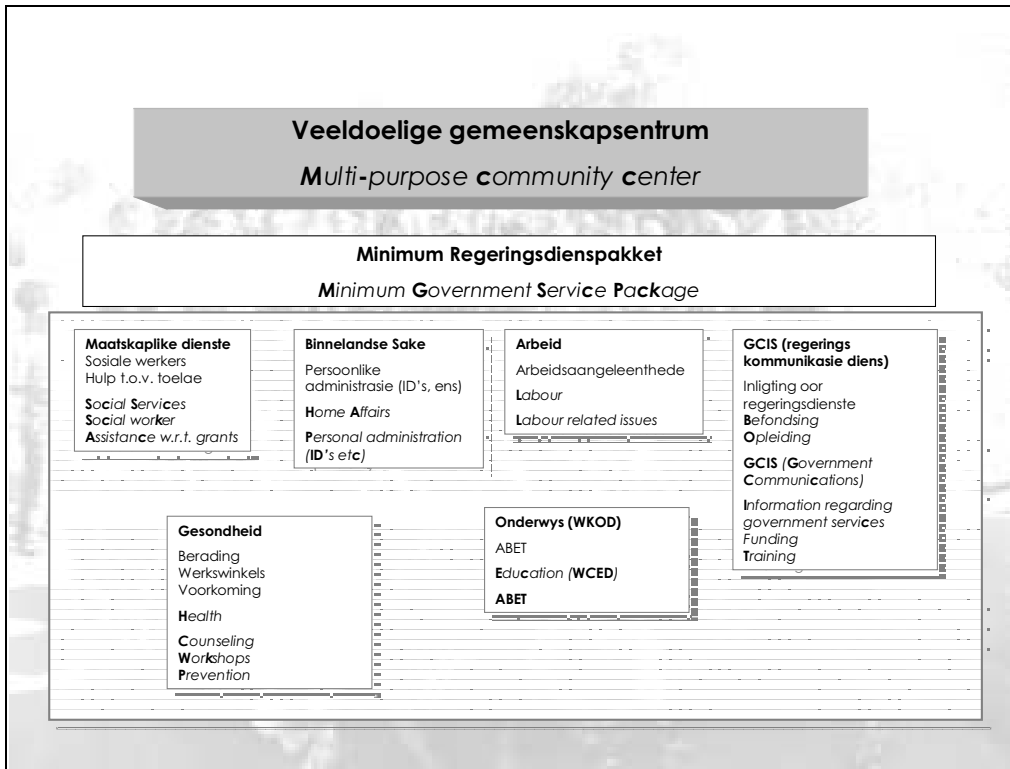 Veeldoelige gemeenskapsentrum
Multi-purpose community center
Minimum Regeringsdienspakket
Minimum Government Service Package
Maatskaplike dienste
Sosiale werkers
Hulp t.o.v. toelae
Social Services
Social worker
Assistance w.r.t. grants
Binnelandse Sake
Persoonlike
administrasie (ID's, ens)
Home Affairs
Personal administration
(ID's etc)
Arbeid
Arbeidsaangeleenthede
Labour
Labour related issues
GCIS (regerings
kommunikasie diens)
Inligting oor
regeringsdienste
Befondsing
Opleiding
GCIS (Government
Communications)
Information regarding
government services
Funding
Training
Gesondheid
Berading
Werkswinkels
Voorkoming
Health
Counseling
Workshops
Prevention
Onderwys (WKOD)
ABET
Education (WCED)
ABET